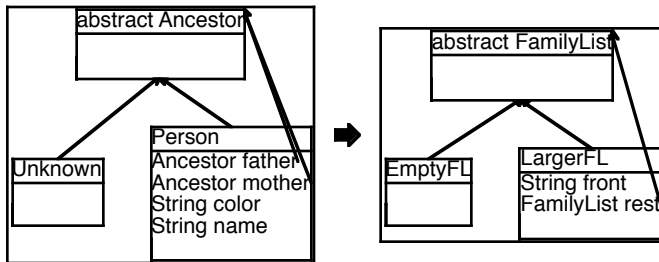 abstract Ancestor
Unknown
Person
Ancestor father
Ancestor mother
String color
String name
abstract FamilyList
EmptyFL
LargerFL
String front
FamilyList rest